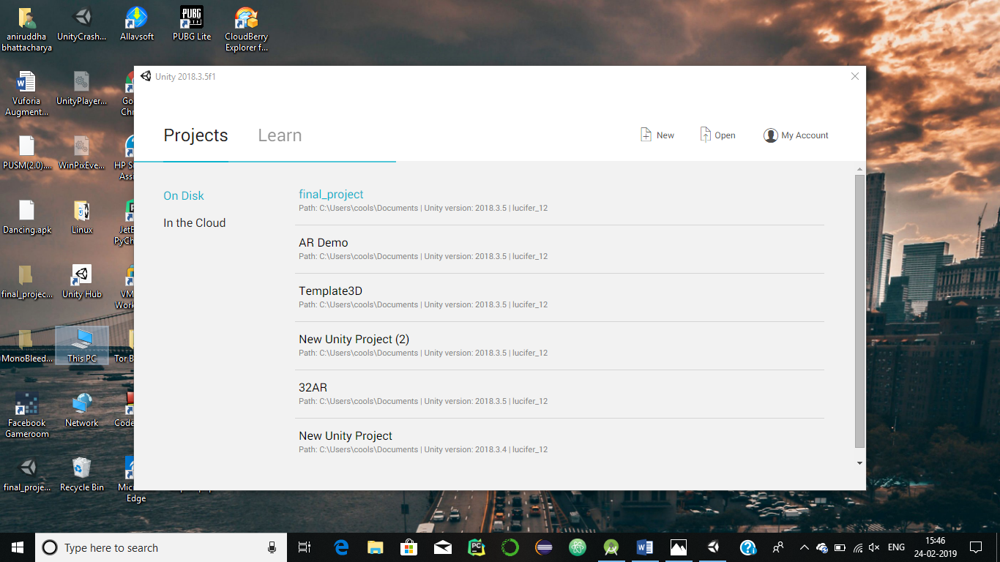 aniruddha
bhattacharya
UnityCrash...
Allavsoft
PUBG Lite
CloudBerry
Explorer f...
PUBG
LITE
Vuforia
Augment...
UnityPlayer...
Go
Chr
PUSM(2.0)....
WinPixEve...
HP S
Assi
Dancing.apk
Linux
JetB
PyCh
final_projec...
Unity Hub
VM
Work
MonoBleed...
This PC
Tor B
Facebook
Gameroom
Network
Code
final_proje...
Recycle Bin
Micr
Edge
Unity 2018.3.5f1
Projects
Learn
New
Open
My Account
On Disk
In the Cloud
final_project
Path: C:\Users\cools\Documents | Unity version: 2018.3.5 | lucifer_12
AR Demo
Path: C:\Users\cools\Documents | Unity version: 2018.3.5 | lucifer_12
Template3D
Path: C:\Users\cools\Documents | Unity version: 2018.3.5 | lucifer_12
New Unity Project (2)
Path: C:\Users\cools\Documents | Unity version: 2018.3.5 | lucifer_12
32AR
Path: C:\Users\cools\Documents | Unity version: 2018.3.5 | lucifer_12
New Unity Project
Path: C:\Users\cools\Documents | Unity version: 2018.3.4 | lucifer_12
Type here to search
PC
ENG
15:46
24-02-2019